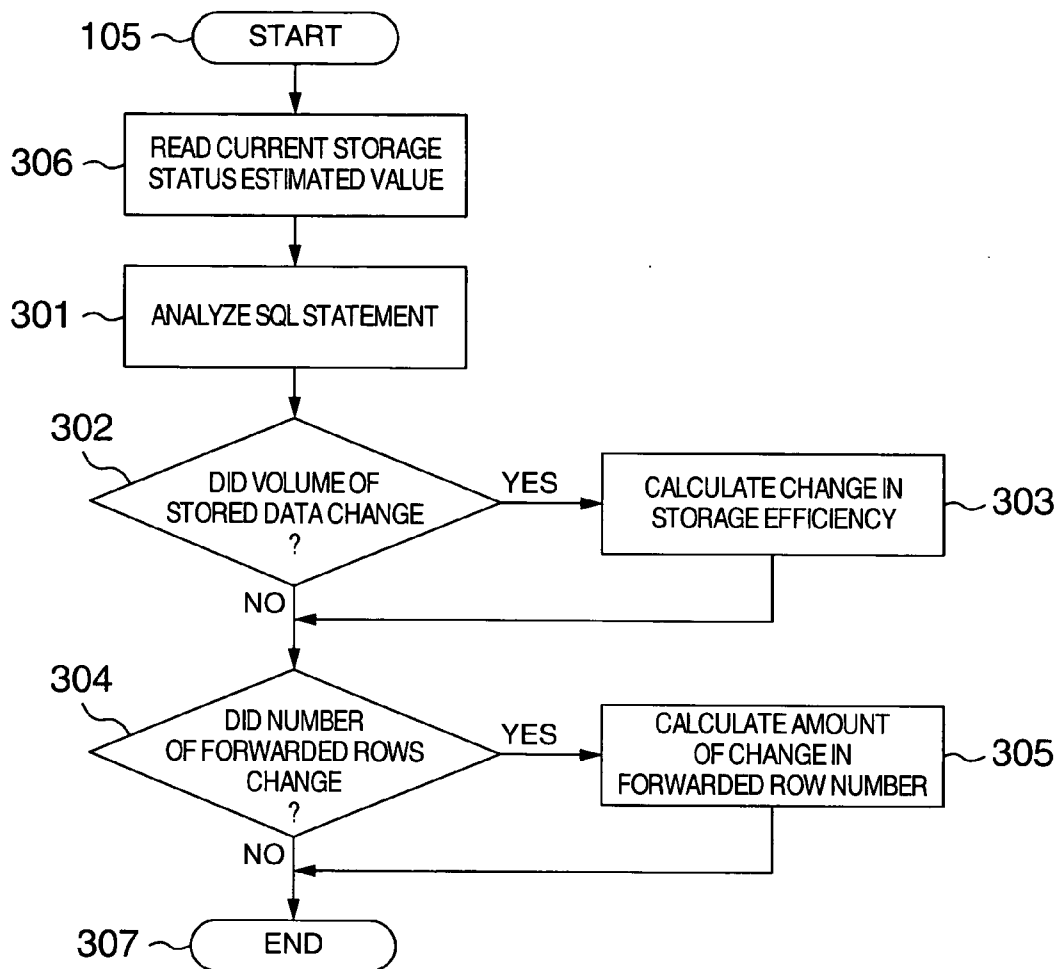 105
START
306
READ CURRENT STORAGE
STATUS ESTIMATED VALUE
301
ANALYZE SQL STATEMENT
302
DID VOLUME OF
STORED DATA CHANGE
?
YES
CALCULATE CHANGE IN
STORAGE EFFICIENCY
303
NO
304
DID NUMBER
OF FORWARDED ROWS
CHANGE
?
YES
CALCULATE AMOUNT
OF CHANGE IN
FORWARDED ROW NUMBER
305
NO
307
END